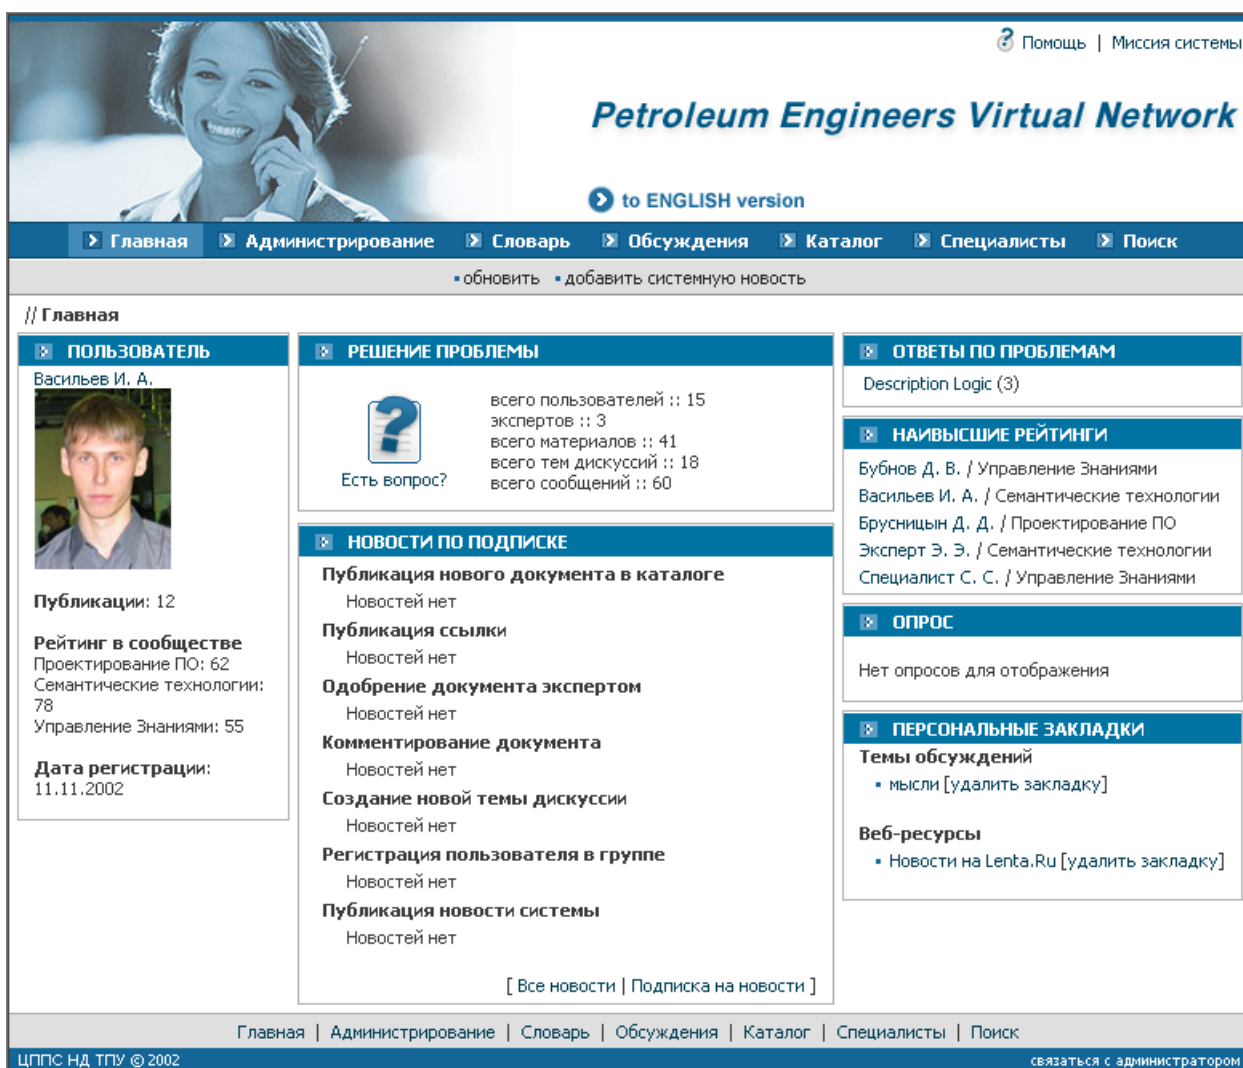 Помощь | Миссия системы
Petroleum Engineers Virtual Network
to ENGLISH version
Главная Администрирование Словарь Обсуждения Каталог Специалисты Поиск
обновить добавить системную новость
// Главная
ПОЛЬЗОВАТЕЛЬ
Васильев И. А.
Публикации: 12
Рейтинг в сообществе
Проектирование ПО: 62
Семантические технологии:
78
Управление Знаниями: 55
Дата регистрации:
11.11.2002
РЕШЕНИЕ ПРОБЛЕМЫ
Есть вопрос?
всего пользователей :: 15
экспертов :: 3
всего материалов :: 41
всего тем дискуссий :: 18
всего сообщений :: 60
НОВОСТИ ПО ПОДПИСКЕ
Публикация нового документа в каталоге
Новостей нет
Публикация ссылки
Новостей нет
Одобрение документа экспертом
Новостей нет
Комментирование документа
Новостей нет
Создание новой темы дискуссии
Новостей нет
Регистрация пользователя в группе
Новостей нет
Публикация новости системы
Новостей нет
[ Все новости | Подписка на новости ]
ОТВЕТЫ ПО ПРОБЛЕМАМ
Description Logic (3)
НАИВЫСШИЕ РЕЙТИНГИ
Бубнов Д. В. / Управление Знаниями
Васильев И. А. / Семантические технологии
Брусницын Д. Д. / Проектирование ПО
Эксперт Э. Э. / Семантические технологии
Специалист С. С. / Управление Знаниями
ОПРОС
Нет опросов для отображения
ПЕРСОНАЛЬНЫЕ ЗАКЛАДКИ
Темы обсуждений
мысли [удалить закладку]
Веб-ресурсы
Новости на Lenta.Ru [удалить закладку]
Главная | Администрирование | Словарь | Обсуждения | Каталог | Специалисты | Поиск
ЦППС НД ТПУ © 2002
связаться с администратором